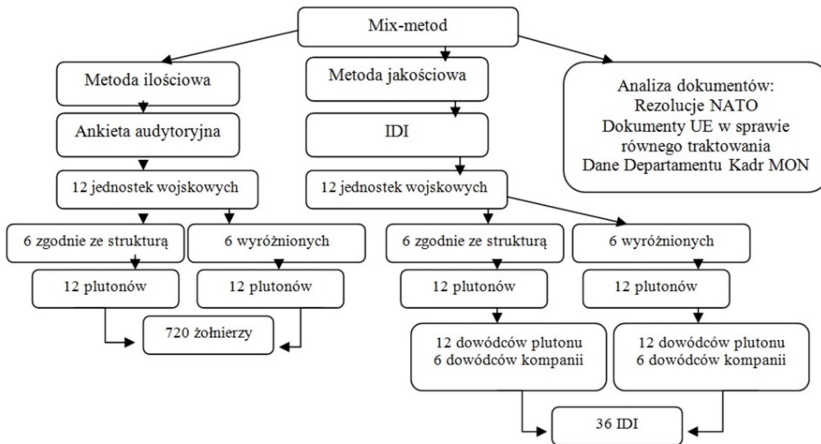 Mix-metod
Metoda ilościowa
Metoda jakościowa
Analiza dokumentów:
Rezolucje NATO
Dokumenty UE w sprawie
równego traktowania
Dane Departamentu Kadr MON
Ankieta audytoryjna
IDI
12 jednostek wojskowych
12 jednostek wojskowych
6 zgodnie ze strukturą
6 wyróżnionych
6 zgodnie ze strukturą
6 wyróżnionych
12 plutonów
12 plutonów
12 plutonów
12 plutonów
720 żołnierzy
12 dowódców plutonu
6 dowódców kompanii
12 dowódców plutonu
6 dowódców kompanii
36 IDI